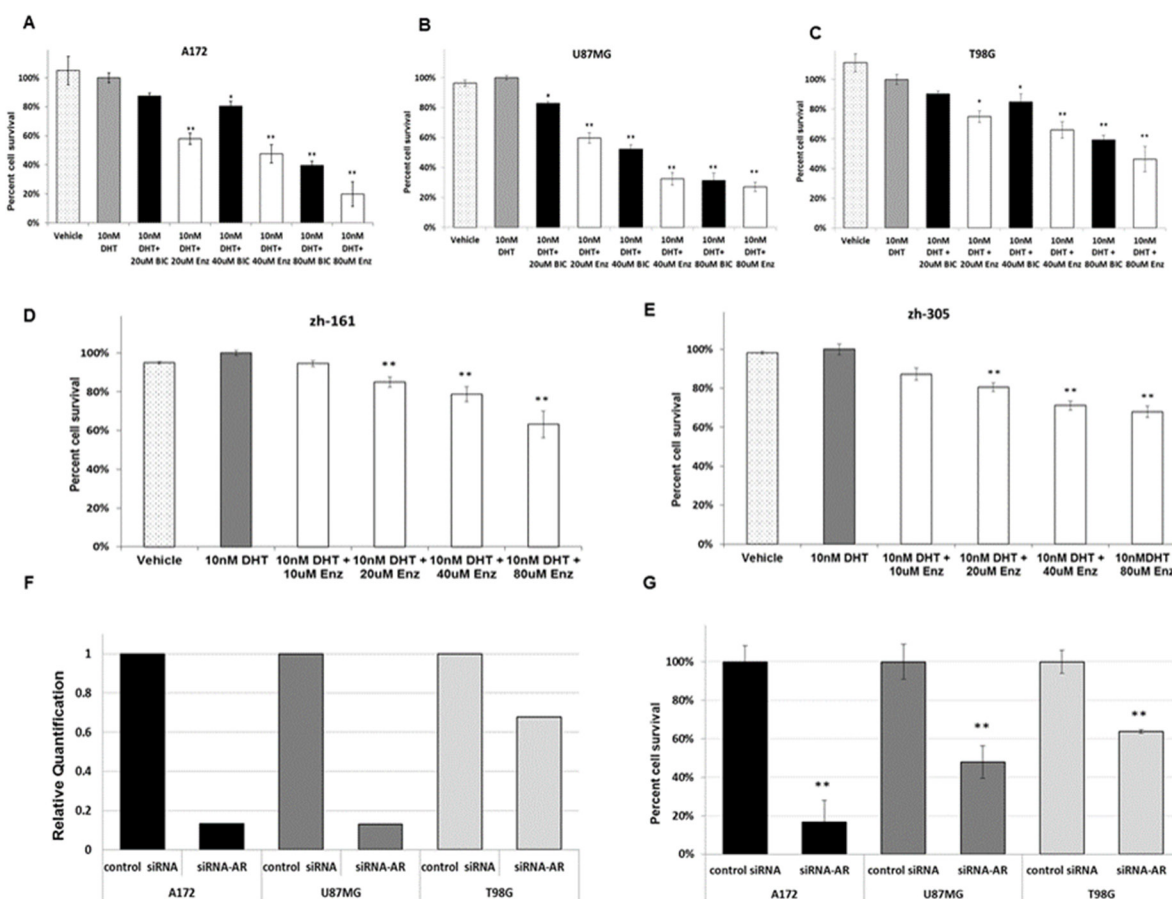 A
A172
Percent cell survival
100%
80%
60%
40%
20%
0%
*
**
**
**
**
Vehicle
10nM DHT
10nM DHT+ 20uM BIC
10nM DHT+ 20uM Enz
10nM DHT+ 40uM BIC
10nM DHT+ 40uM Enz
10nM DHT+ 80uM BIC
10nM DHT+ 80uM Enz
B
U87MG
Percent cell survival
100%
80%
60%
40%
20%
0%
*
**
**
**
**
**
Vehicle
10nM DHT
10nM DHT+ 20uM BIC
10nM DHT+ 20uM Enz
10nM DHT+ 40uM BIC
10nM DHT+ 40uM Enz
10nM DHT+ 80uM BIC
10nM DHT+ 80uM Enz
C
T98G
Percent cell survival
100%
80%
60%
40%
20%
0%
*
*
**
**
**
Vehicle
10nM DHT
10nM DHT + 20uM BIC
10nM DHT + 20uM Enz
10nM DHT + 40uM BIC
10nM DHT + 40uM Enz
10nM DHT + 80uM BIC
10nM DHT + 80uM Enz
D
zh-161
Percent cell survival
100%
80%
60%
40%
20%
0%
**
**
**
Vehicle
10nM DHT
10nM DHT + 10uM Enz
10nM DHT + 20uM Enz
10nM DHT + 40uM Enz
10nM DHT + 80uM Enz
E
zh-305
Percent cell survival
100%
80%
60%
40%
20%
0%
**
**
**
Vehicle
10nM DHT
10nM DHT + 10uM Enz
10nM DHT + 20uM Enz
10nM DHT + 40uM Enz
10NMDHT 80uM Enz
F
Relative Quantification
1
0.8
0.6
0.4
0.2
0
control siRNA
siRNA-AR
control siRNA
siRNA-AR
control siRNA
siRNA-AR
A172
U87MG
T98G
G
Percent cell survival
100%
80%
60%
40%
20%
0%
**
**
**
control siRNA
siRNA-AR
control siRNA
siRNA-AR
control siRNA
siRNA-AR
A172
U87MG
T98G